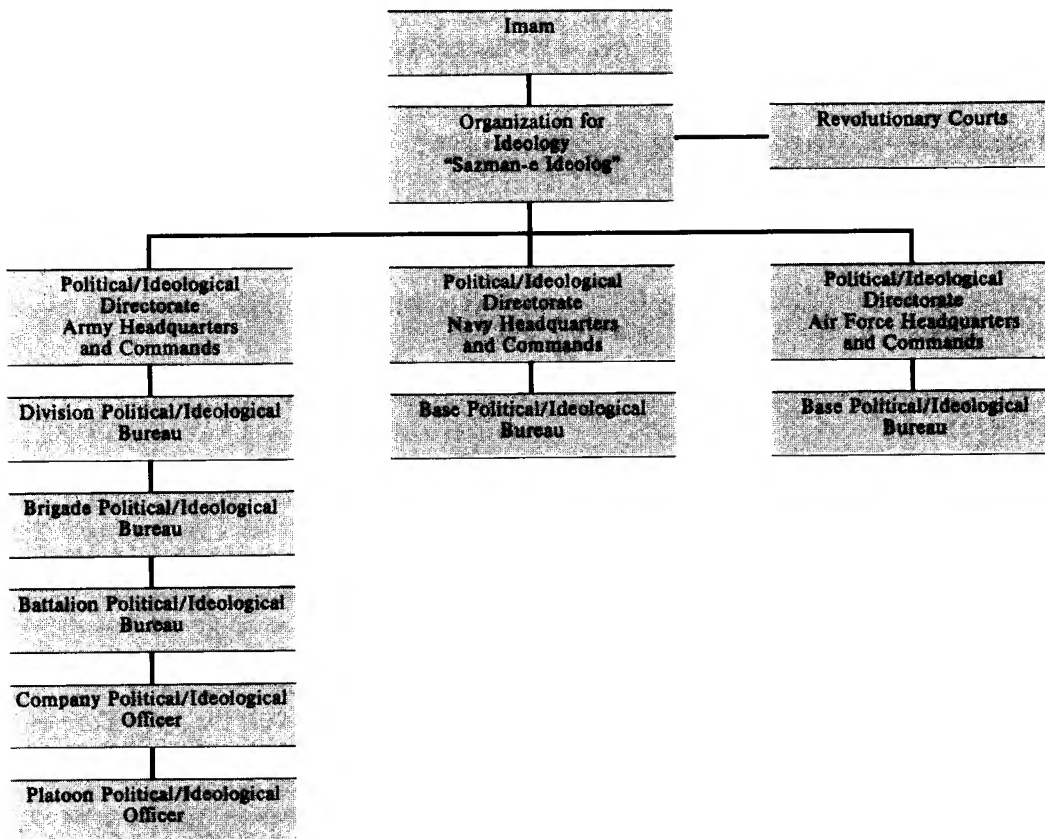 Imam
Organization for
Ideology
“Sazman-e Ideolog”
Revolutionary Courts
Political/Ideological
Directorate
Army Headquarters
and Commands
Political/Ideological
Directorate
Navy Headquarters
and Commands
Political/Ideological
Directorate
Air Force Headquarters
and Commands
Division Political/Ideological
Bureau
Base Political/Ideological
Bureau
Base Political/Ideological
Bureau
Brigade Political/Ideological
Bureau
Battalion Political/Ideological
Bureau
Company Political/Ideological
Officer
Platoon Political/Ideological
Officer